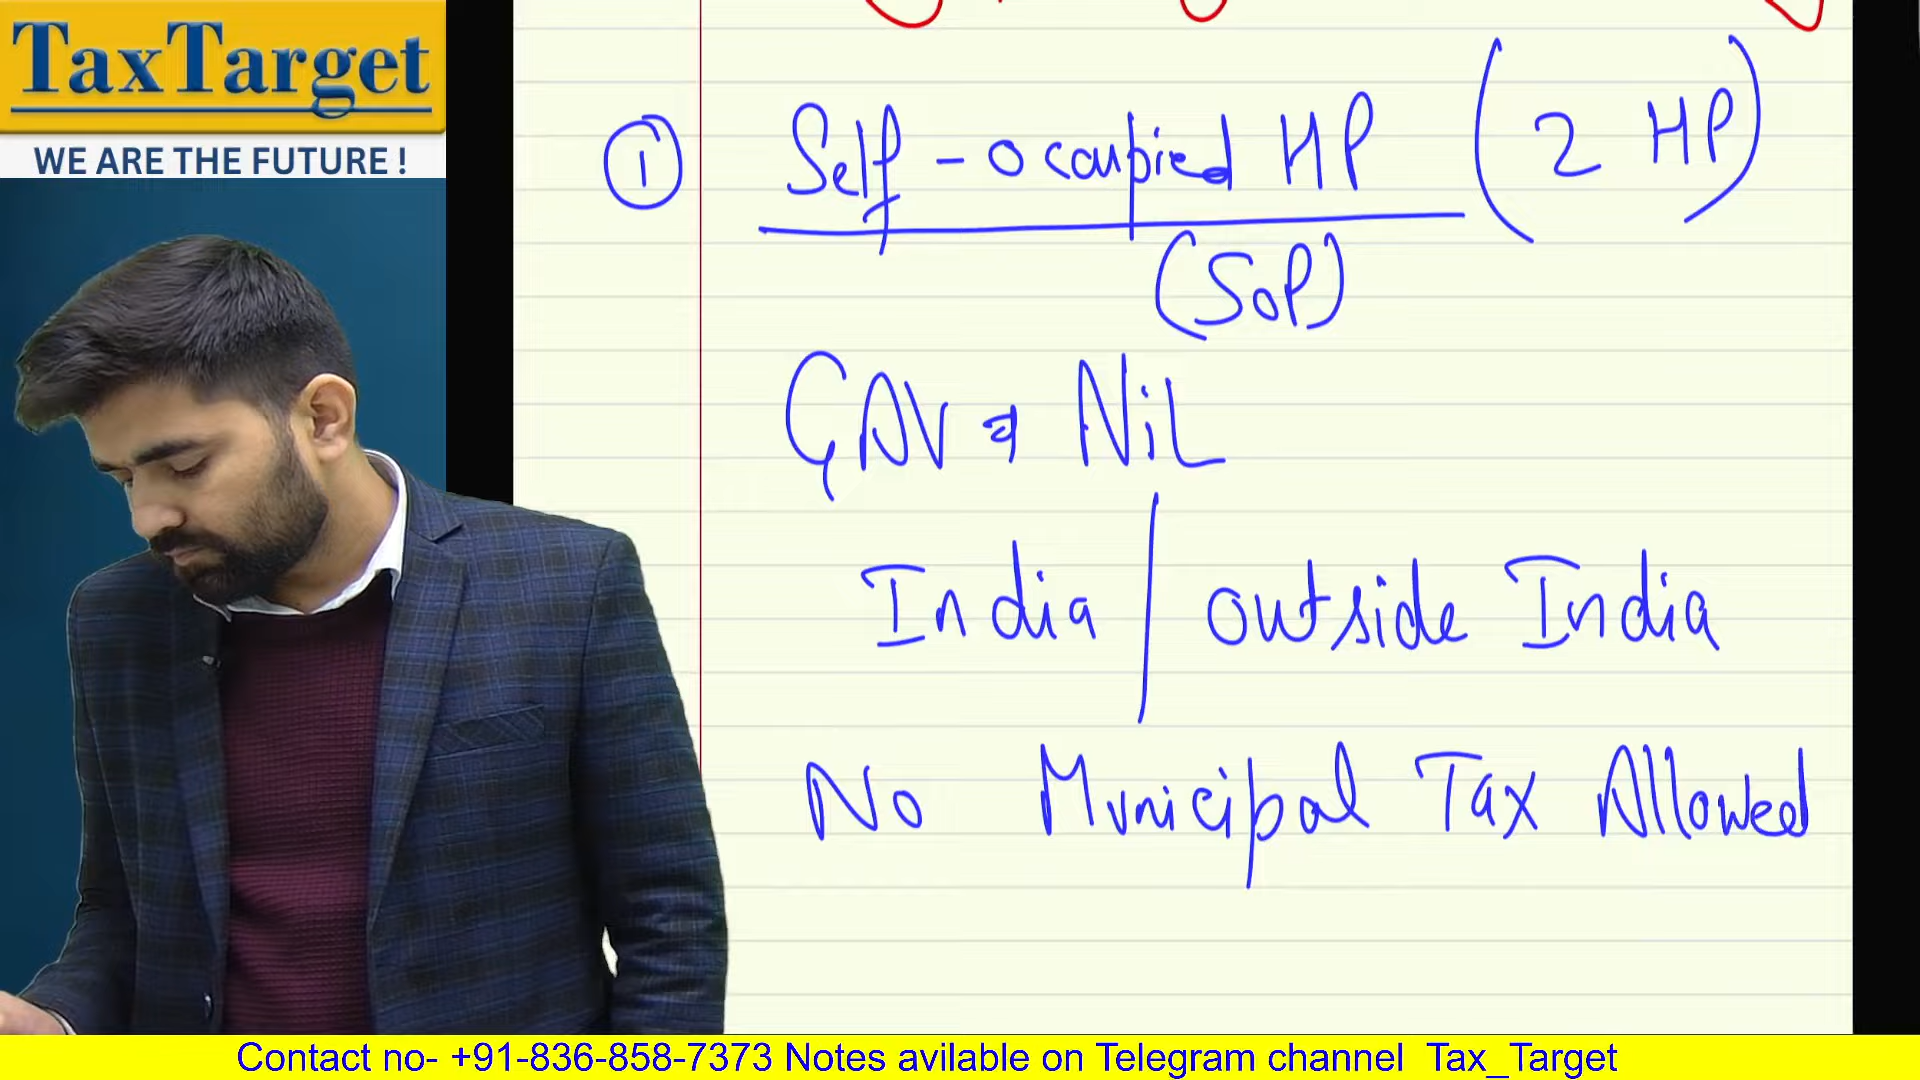 TaxTarget
WE ARE THE FUTURE !
① Self-occupied HP (2 HP)
(SOP)
GAV = NiL
India / outside India
No Municipal Tax Allowed
Contact no- +91-836-858-7373 Notes avilable on Telegram channel Tax_Target